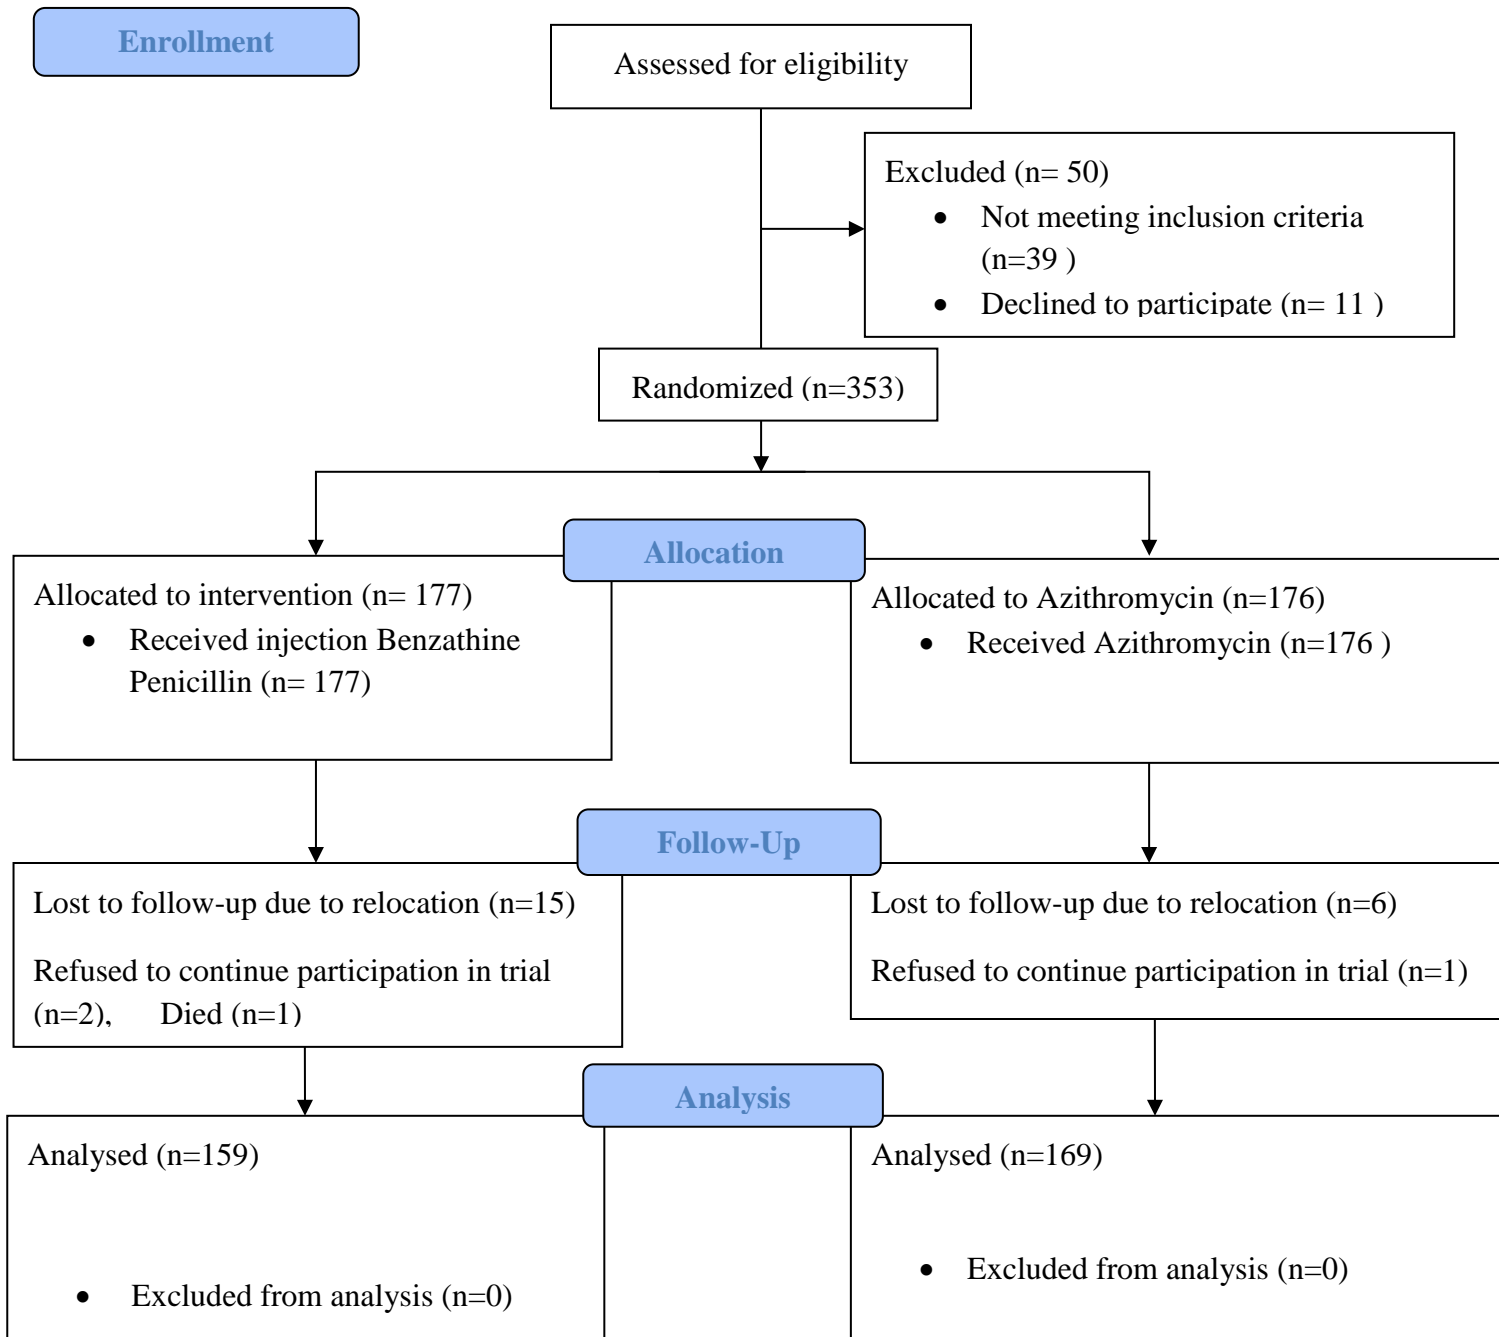 Enrollment
Assessed for eligibility
Excluded (n= 50)
• Not meeting inclusion criteria
(n=39 )
• Declined to participate (n= 11 )
Randomized (n=353)
Allocation
Allocated to intervention (n= 177)
• Received injection Benzathine
Penicillin (n= 177)
Allocated to Azithromycin (n=176)
• Received Azithromycin (n=176 )
Follow-Up
Lost to follow-up due to relocation (n=15)
Refused to continue participation in trial
(n=2), Died (n=1)
Lost to follow-up due to relocation (n=6)
Refused to continue participation in trial (n=1)
Analysis
Analysed (n=159)
• Excluded from analysis (n=0)
Analysed (n=169)
• Excluded from analysis (n=0)